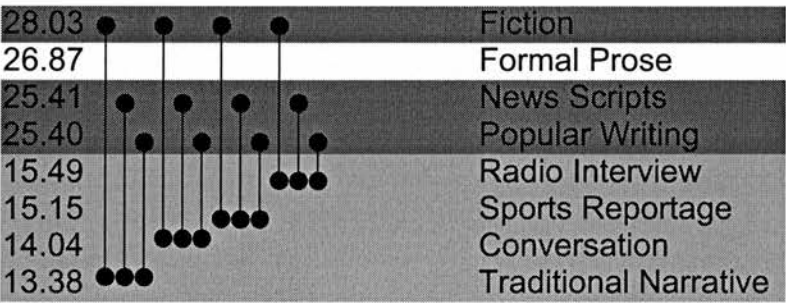 28.03 Fiction
26.87 Formal Prose
25.41 News Scripts
25.40 Popular Writing
15.49 Radio Interview
15.15 Sports Reportage
14.04 Conversation
13.38 Traditional Narrative